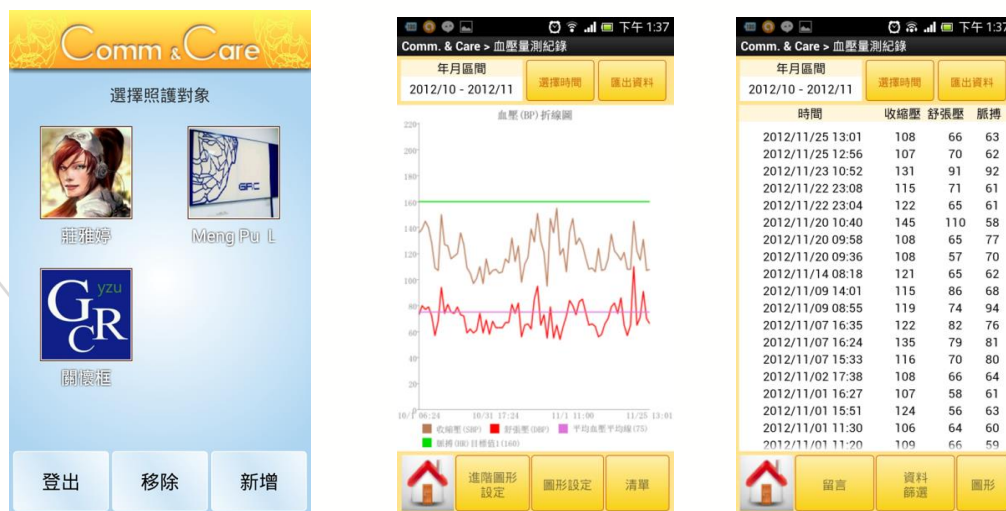 Comm & Care
選擇照護對象
GRC
莊雅婷
Meng Pu L
yzu
GCR
關懷框
登出
移除
新增
下午 1:37
Comm. & Care > 血壓量測紀錄
年月區間
2012/10 - 2012/11
選擇時間
匯出資料
血壓(BP)折線圖
220
200
180
160
140
120
100
80
60
40
20
0
10/1 06:24
10/31 17:24
11/1 11:00
11/25 13:01
收縮壓(SBP)
舒張壓(DBP)
平均血壓平均線(75)
脈搏(HR)目標值1(160)
進階圖形
設定
圖形設定
清單
下午 1:37
Comm. & Care > 血壓量測紀錄
年月區間
2012/10 - 2012/11
選擇時間
匯出資料
時間 收縮壓 舒張壓 脈搏
2012/11/25 13:01 108 66 63
2012/11/25 12:56 107 70 62
2012/11/23 10:52 131 91 92
2012/11/22 23:08 115 71 61
2012/11/22 23:04 122 65 61
2012/11/20 10:40 145 110 58
2012/11/20 09:58 108 65 77
2012/11/20 09:36 108 57 70
2012/11/14 08:18 121 65 62
2012/11/09 14:01 115 86 68
2012/11/09 08:55 119 74 94
2012/11/07 16:35 122 82 76
2012/11/07 16:24 135 79 81
2012/11/07 15:33 116 70 80
2012/11/02 17:38 108 66 64
2012/11/01 16:27 107 58 61
2012/11/01 15:51 124 56 63
2012/11/01 11:30 106 64 60
2012/11/01 11:20 109 66 59
留言
資料
篩選
圖形